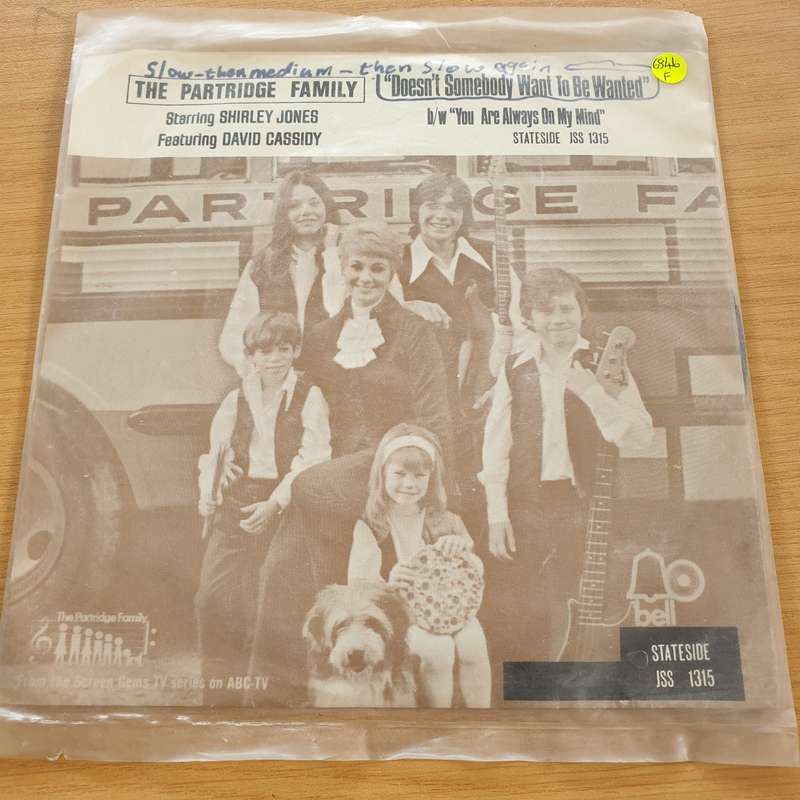 Slow-then medium - then slow again
THE PARTRIDGE FAMILY
"Doesn't Somebody Want To Be Wanted"
6846
F
Starring SHIRLEY JONES
b/w "You Are Always On My Mind"
Featuring DAVID CASSIDY
STATESIDE JSS 1315
PARTRIDGE FA
bell
The Partridge Family
STATESIDE
JSS 1315
From the Screen Gems TV series on ABC-TV